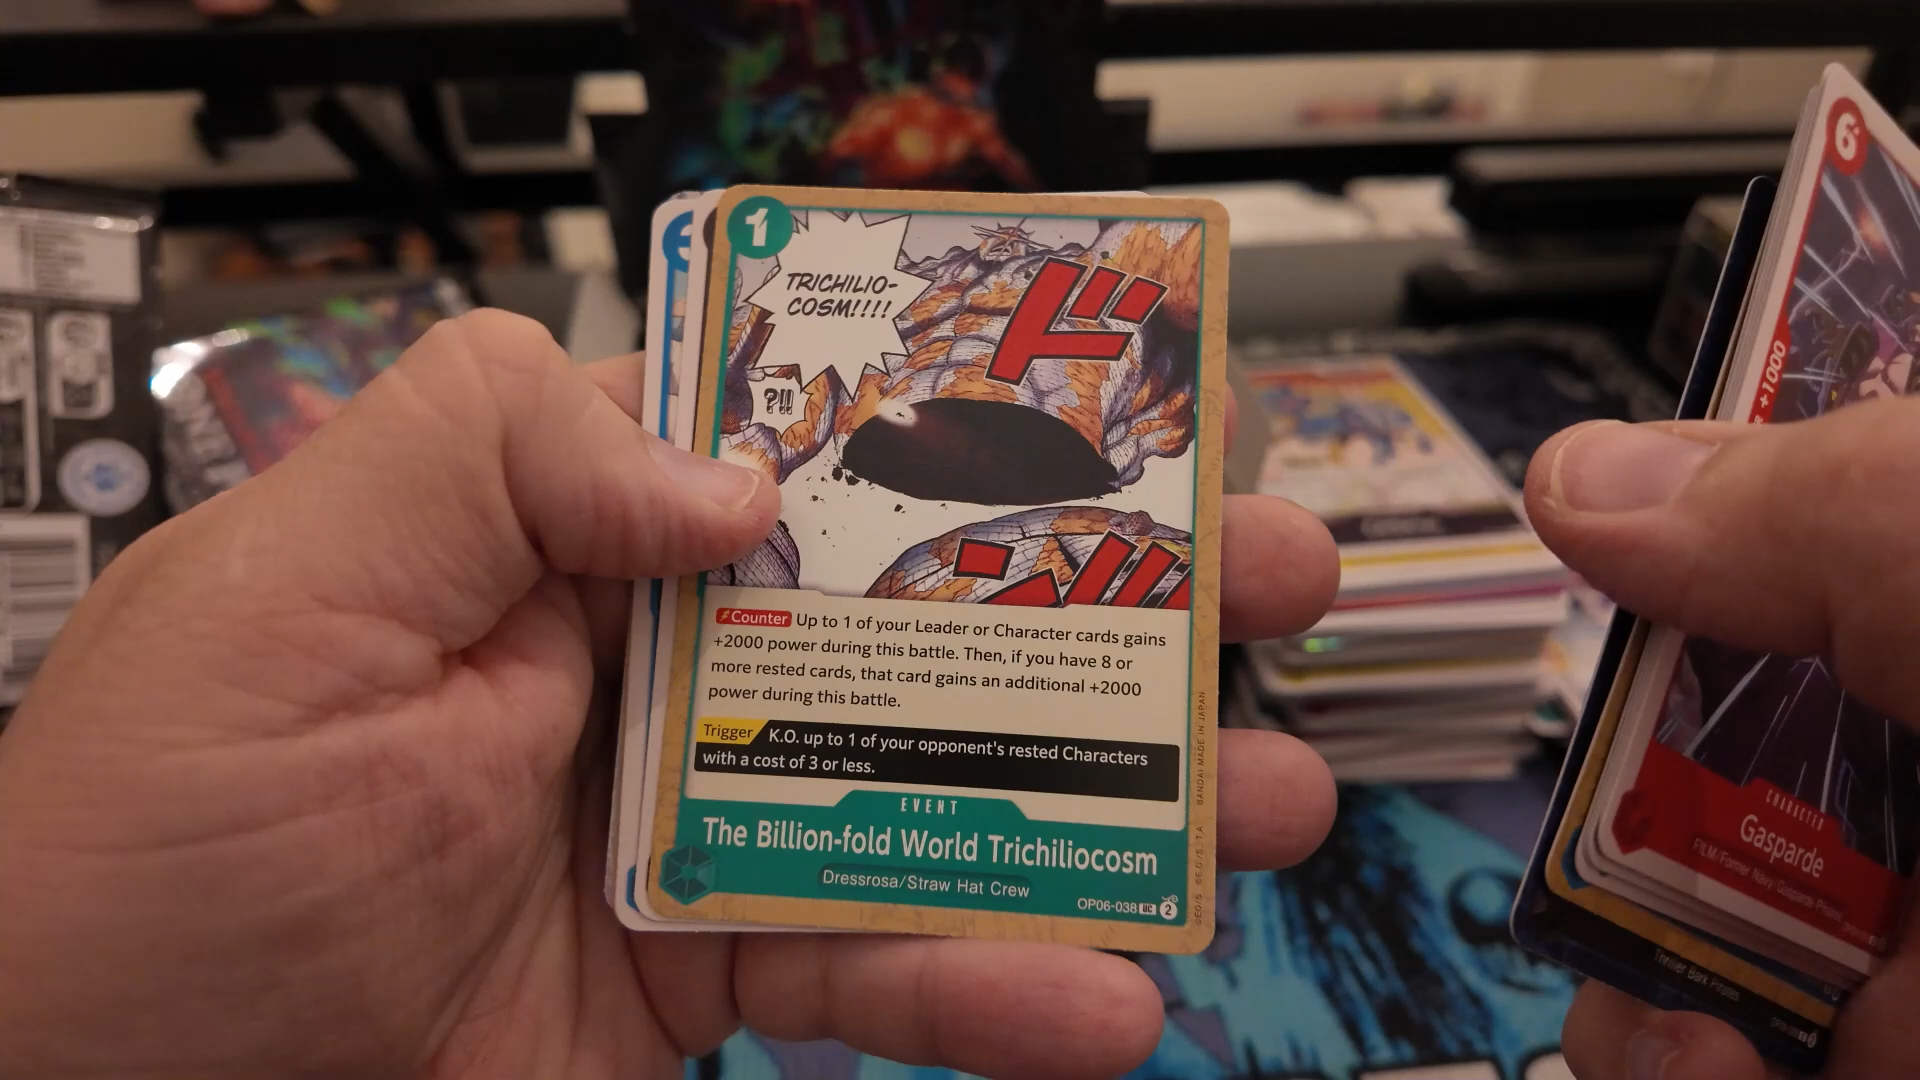 1
TRICHILIO-
COSM!!!!
?!!
ド
ン!!
Counter Up to 1 of your Leader or Character cards gains
+2000 power during this battle. Then, if you have 8 or
more rested cards, that card gains an additional +2000
power during this battle.
Trigger K.O. up to 1 of your opponent's rested Characters
with a cost of 3 or less.
EVENT
The Billion-fold World Trichiliocosm
Dressrosa/Straw Hat Crew
OP06-038 UC 2
BANDAI MADE IN JAPAN
6
+1000
CHARACTER
Gasparde
FILM/Former Navy/Gasparde Pirates
Thriller Bark Pirates